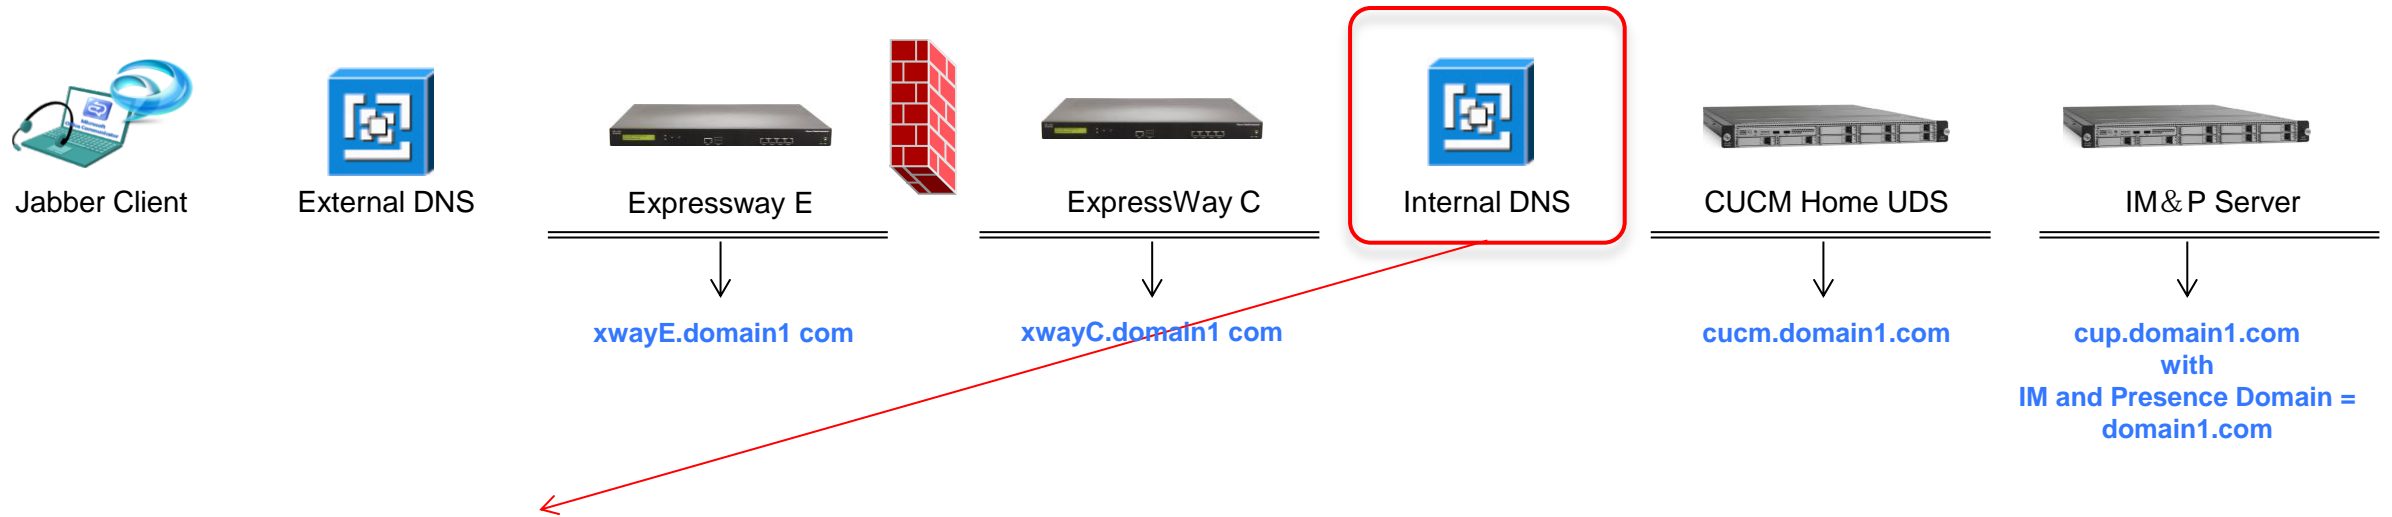 Jabber Client
External DNS
Expressway E
ExpressWay C
Internal DNS
CUCM Home UDS
IM&P Server
xwayE.domain1 com
xwayC.domain1 com
cucm.domain1.com
cup.domain1.com
with
IM and Presence Domain =
domain1.com